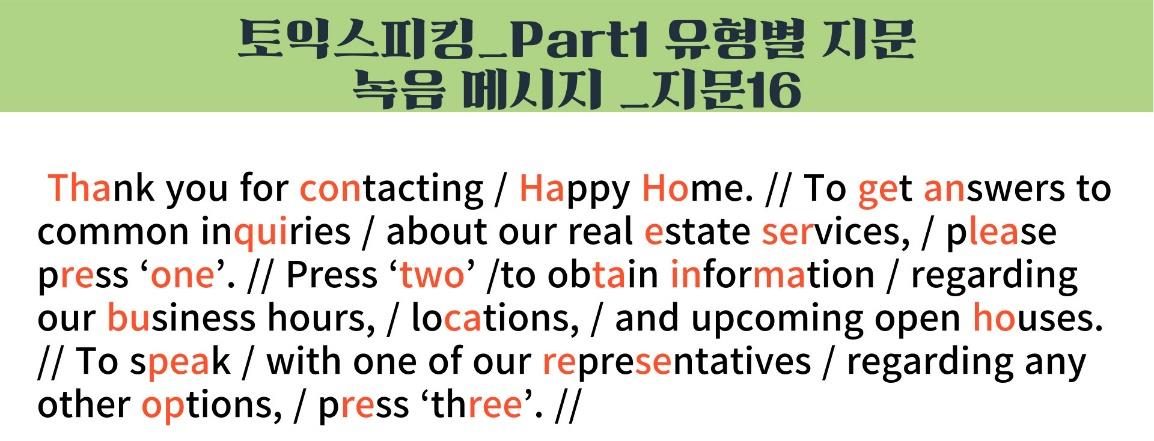 토익스피킹_Part1 유형별 지문
녹음 메시지 _지문16
Thank you for contacting / Happy Home. // To get answers to
common inquiries / about our real estate services, / please
press ‘one’. // Press ‘two’ /to obtain information / regarding
our business hours, / locations, / and upcoming open houses.
// To speak / with one of our representatives / regarding any
other options, / press ‘three’. //